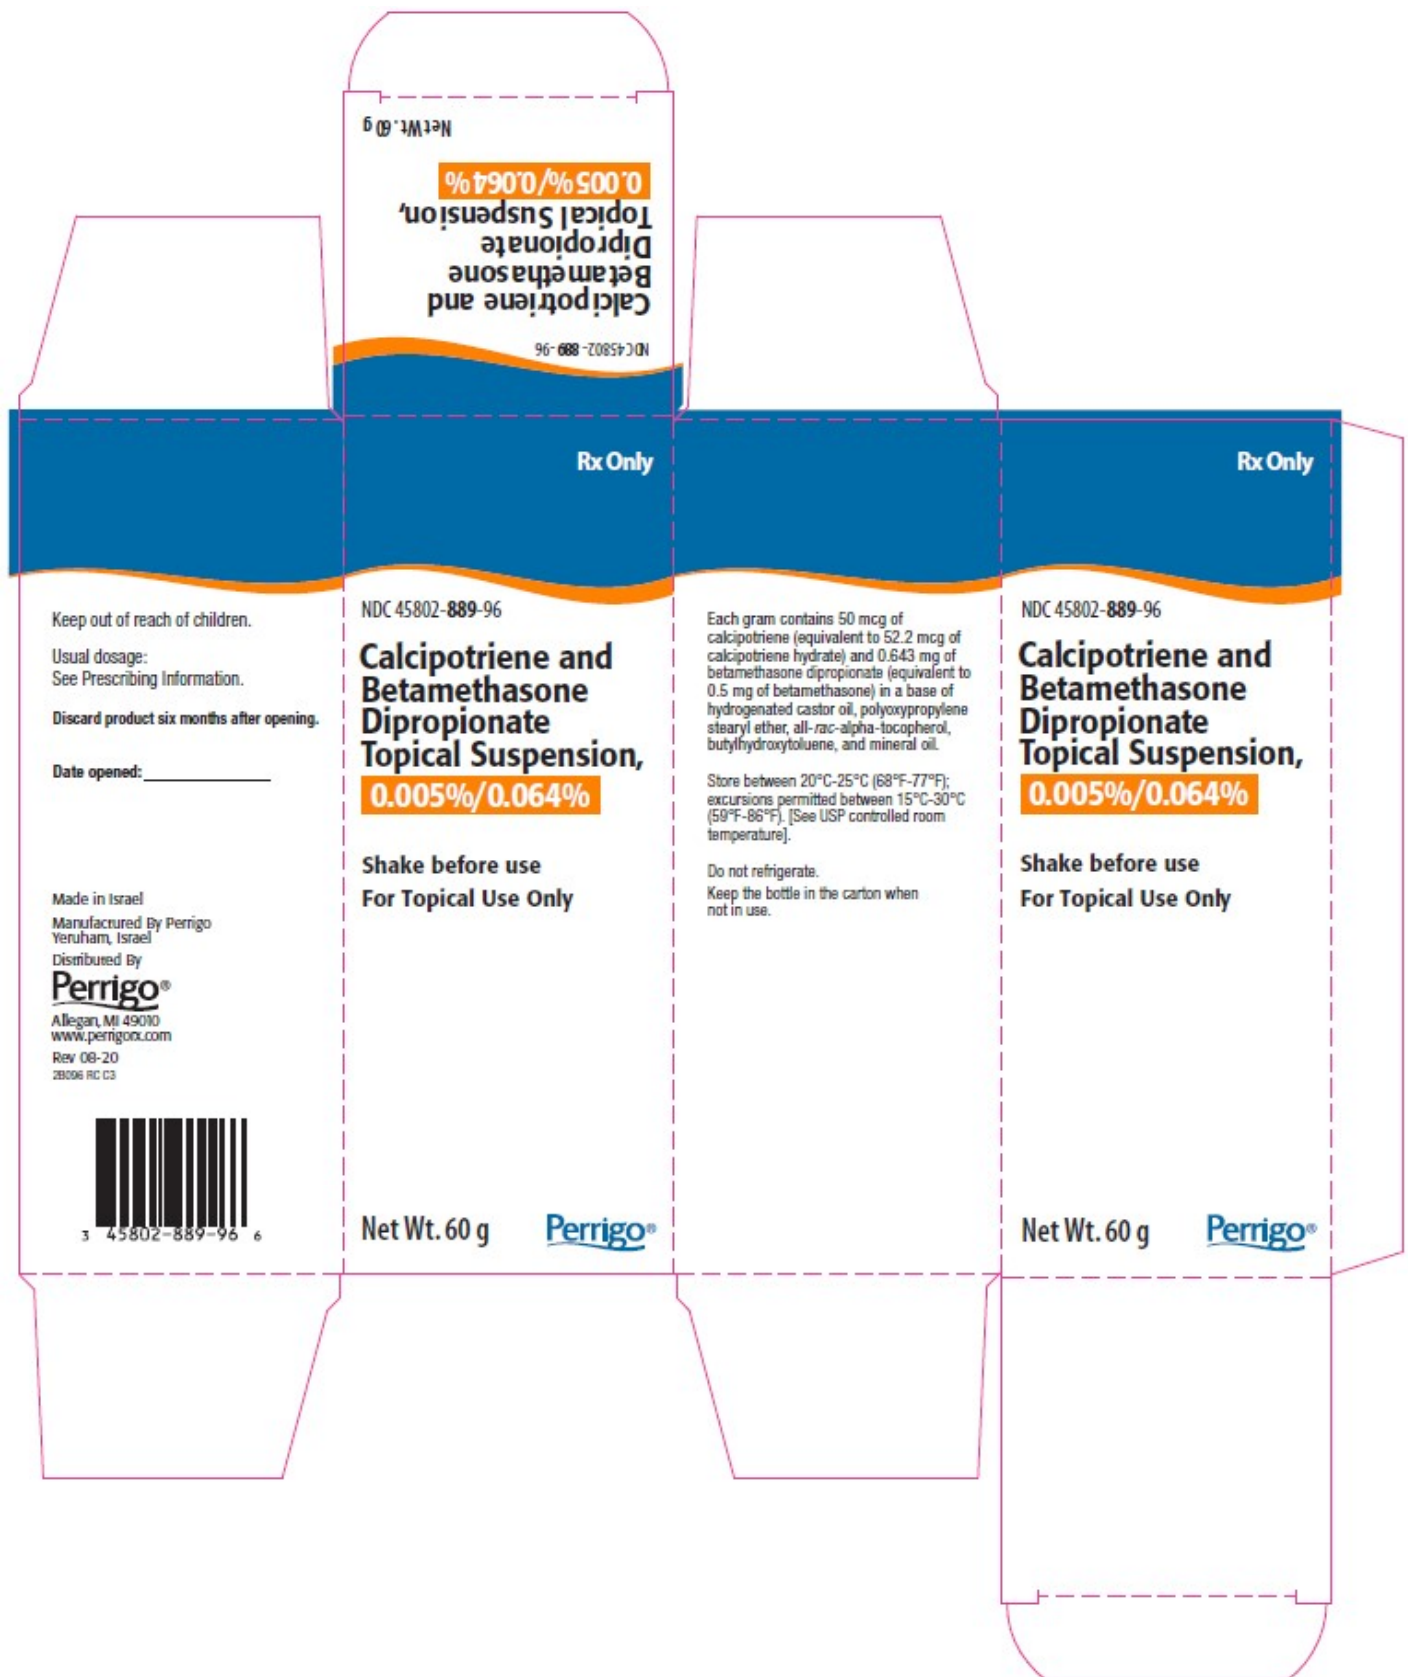 Net Wt. 60 g
0.005%/0.064%
Topical Suspension,
Dipropionate
Betamethasone
Calcipotriene and
NDC 45802-889-96
Rx Only
Rx Only
Keep out of reach of children.
Usual dosage:
See Prescribing Information.
Discard product six months after opening.
Date opened:
Made in Israel
Manufactured By Perrigo
Yeruham, Israel
Distributed By
Perrigo®
Allegan, MI 49010
www.perrigorx.com
Rev 08-20
2B096 RC C3
3 45802-889-96 6
NDC 45802-889-96
Calcipotriene and
Betamethasone
Dipropionate
Topical Suspension,
0.005%/0.064%
Shake before use
For Topical Use Only
Net Wt. 60 g
Perrigo®
Each gram contains 50 mcg of
calcipotriene (equivalent to 52.2 mcg of
calcipotriene hydrate) and 0.643 mg of
betamethasone dipropionate (equivalent to
0.5 mg of betamethasone) in a base of
hydrogenated castor oil, polyoxypropylene
stearyl ether, all-rac-alpha-tocopherol,
butylhydroxytoluene, and mineral oil.
Store between 20°C-25°C (68°F-77°F);
excursions permitted between 15°C-30°C
(59°F-86°F). [See USP controlled room
temperature].
Do not refrigerate.
Keep the bottle in the carton when
not in use.
NDC 45802-889-96
Calcipotriene and
Betamethasone
Dipropionate
Topical Suspension,
0.005%/0.064%
Shake before use
For Topical Use Only
Net Wt. 60 g
Perrigo®